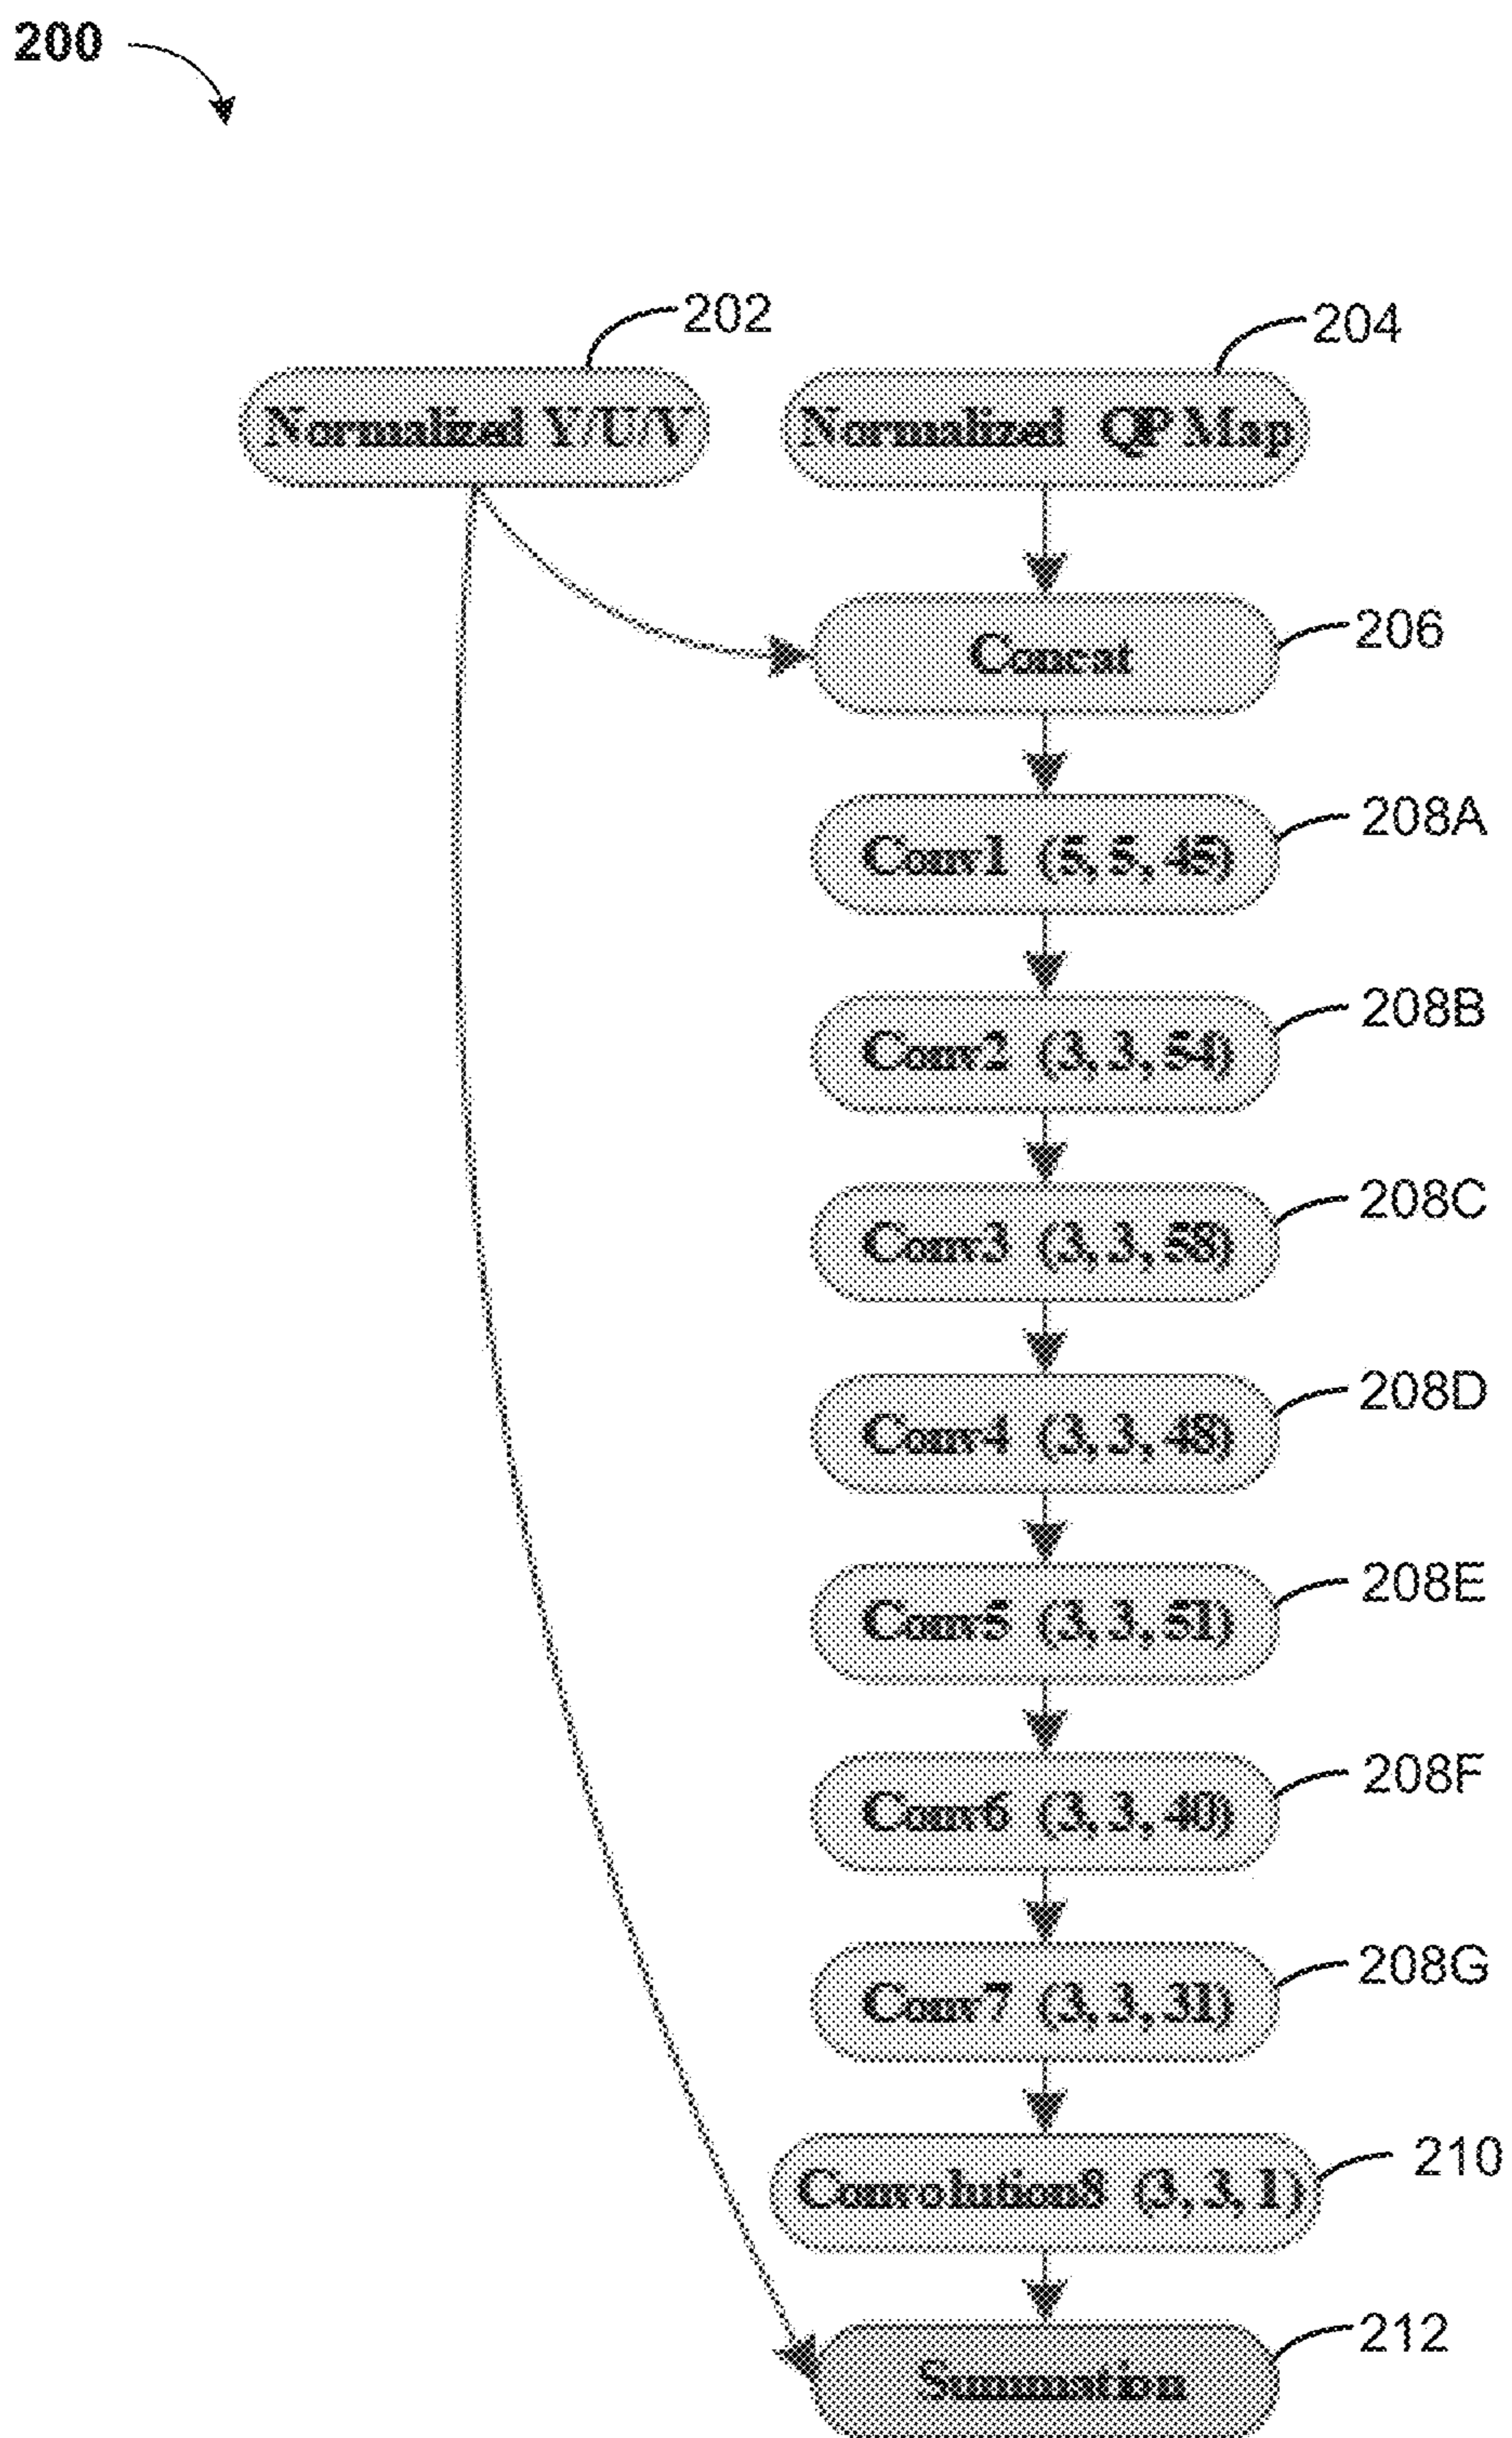 200
202
204
Normalized Y/U/V
Normalized QP Map
206
Concat
208A
Conv1 (5, 5, 45)
208B
Conv2 (3, 3, 54)
208C
Conv3 (3, 3, 58)
208D
Conv4 (3, 3, 48)
208E
Conv5 (3, 3, 51)
208F
Conv6 (3, 3, 40)
208G
Conv7 (3, 3, 31)
210
Convolution8 (3, 3, 1)
212
Summation